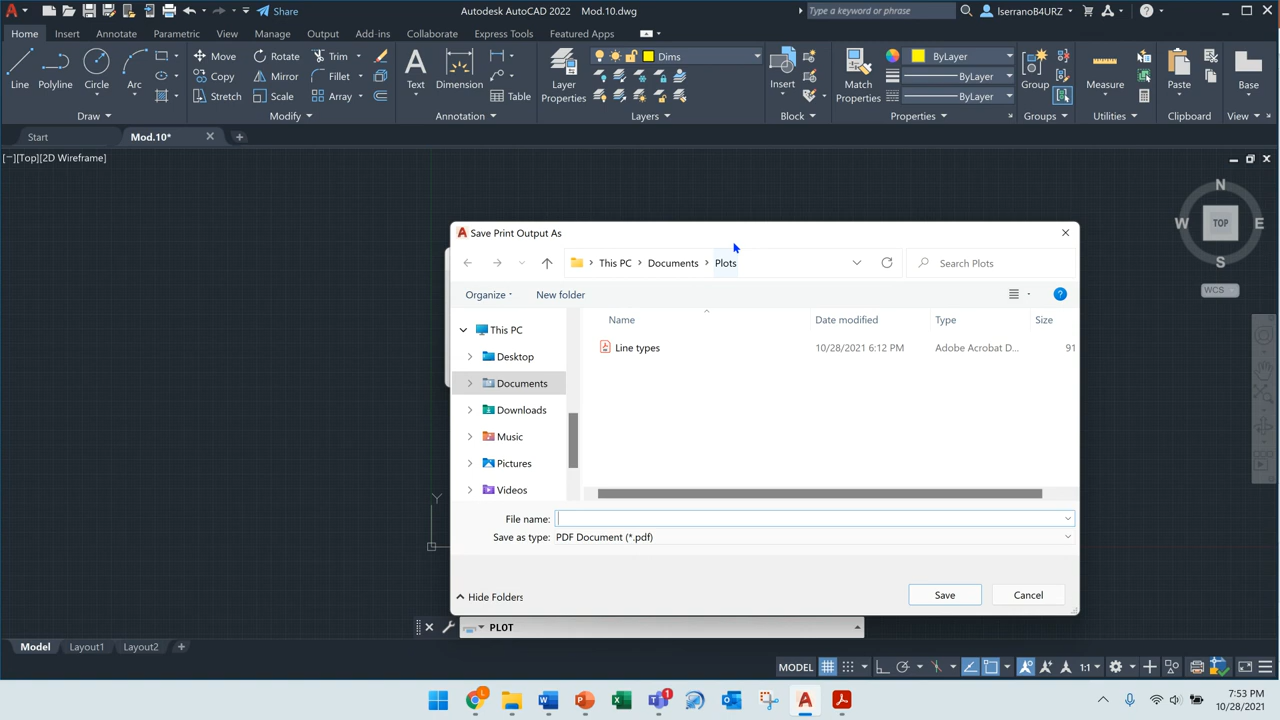 Share
Autodesk AutoCAD 2022 Mod.10.dwg
Type a keyword or phrase
lserranoB4URZ
Home Insert Annotate Parametric View Manage Output Add-ins Collaborate Express Tools Featured Apps
Line Polyline Circle Arc
Move Rotate Trim
Copy Mirror Fillet
Stretch Scale Array
Text Dimension Table
Layer Properties
Dims
Insert
Match Properties
ByLayer
ByLayer
ByLayer
Group
Measure
Paste
Base
Draw Modify Annotation Layers Block Properties Groups Utilities Clipboard View
Start Mod.10*
[−][Top][2D Wireframe]
N
W TOP E
S
WCS
Save Print Output As
This PC › Documents › Plots
Search Plots
Organize New folder
Name Date modified Type Size
This PC
Desktop
Documents
Downloads
Music
Pictures
Videos
Line types 10/28/2021 6:12 PM Adobe Acrobat D... 91
File name:
Save as type: PDF Document (*.pdf)
Hide Folders Save Cancel
Y
PLOT
Model Layout1 Layout2
MODEL 1:1
1
7:53 PM
10/28/2021